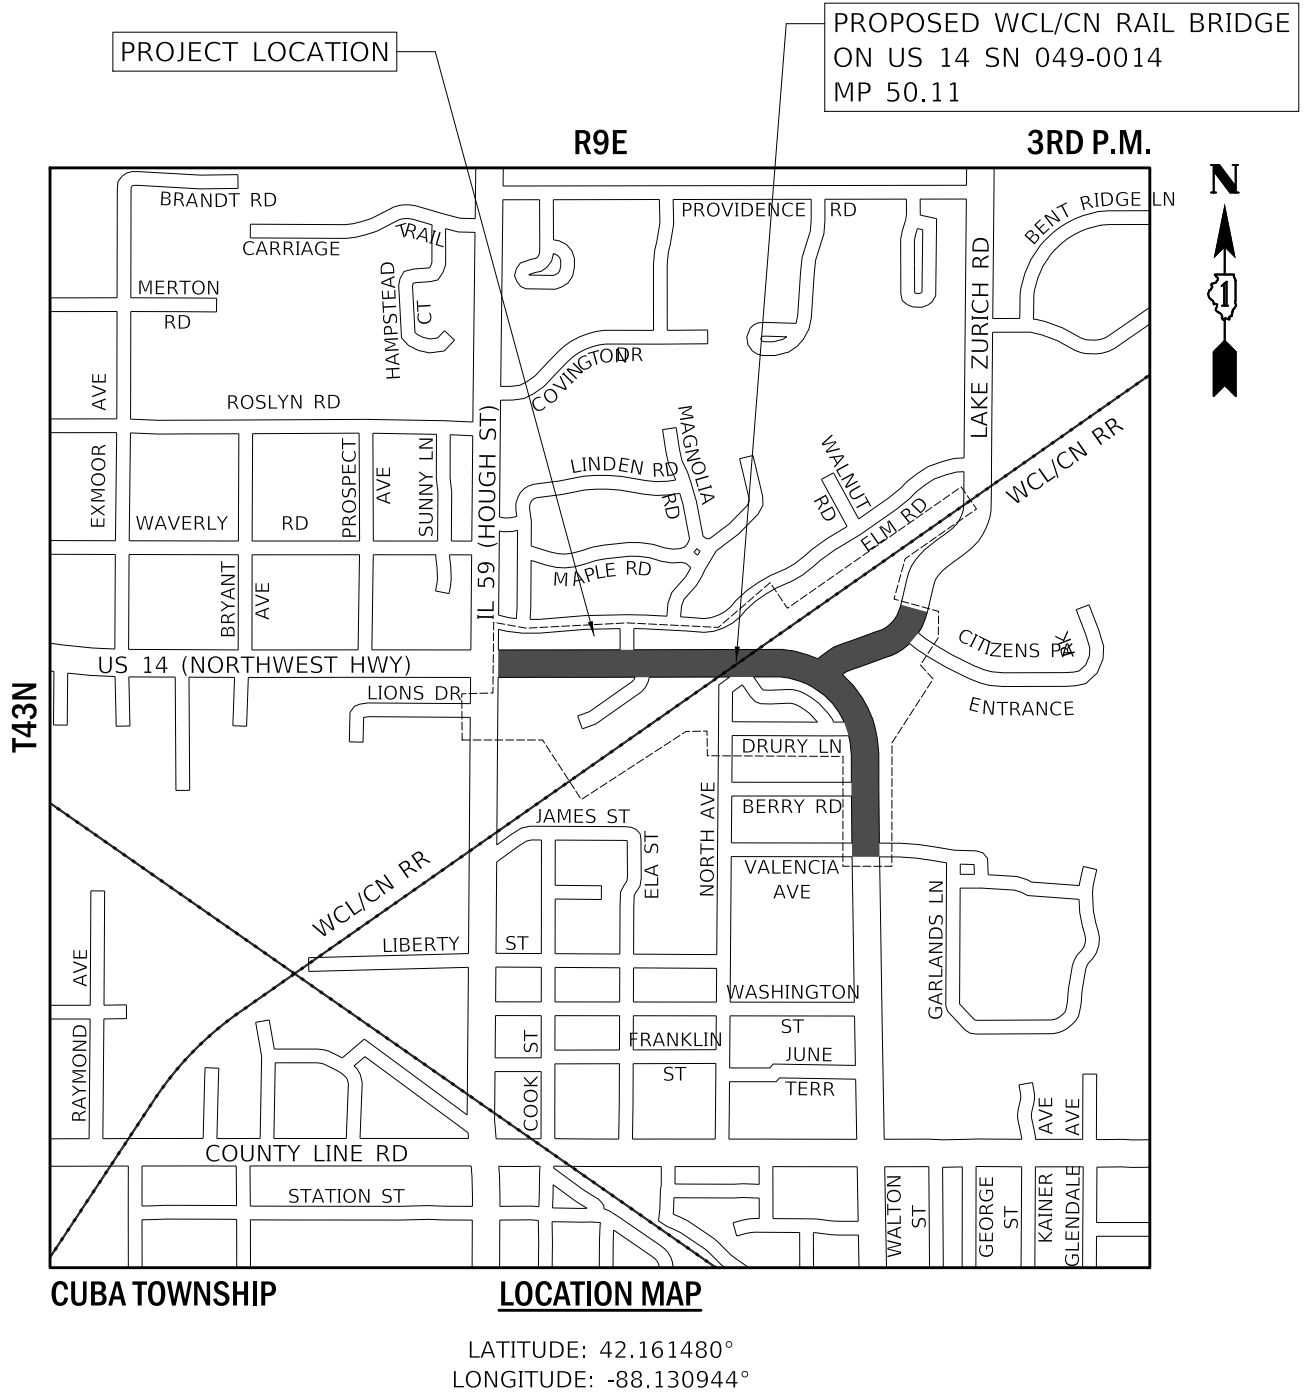 PROJECT LOCATION
PROPOSED WCL/CN RAIL BRIDGE
ON US 14 SN 049-0014
MP 50.11
R9E
3RD P.M.
N
1
BRANDT RD
CARRIAGE
TRAIL
PROVIDENCE RD
BENT RIDGE LN
MERTON
RD
HAMPSTEAD
CT
LAKE ZURICH RD
COVINGTON DR
AVE
EXMOOR
ROSLYN RD
IL 59 (HOUGH ST)
MAGNOLIA
RD
LINDEN RD
WALNUT
RD
WCL/CN RR
PROSPECT
AVE
SUNNY LN
WAVERLY RD
ELM RD
BRYANT
AVE
MAPLE RD
CITIZENS PARK
ENTRANCE
US 14 (NORTHWEST HWY)
LIONS DR
T43N
DRURY LN
NORTH AVE
BERRY RD
JAMES ST
ELA ST
VALENCIA
AVE
WCL/CN RR
GARLANDS LN
LIBERTY ST
AVE
RAYMOND
WASHINGTON
ST
FRANKLIN
ST
ST
COOK
JUNE
TERR
COUNTY LINE RD
STATION ST
WALTON
ST
GEORGE
ST
AVE
KAINER
AVE
GLENDALE
CUBA TOWNSHIP
LOCATION MAP
LATITUDE: 42.161480°
LONGITUDE: -88.130944°